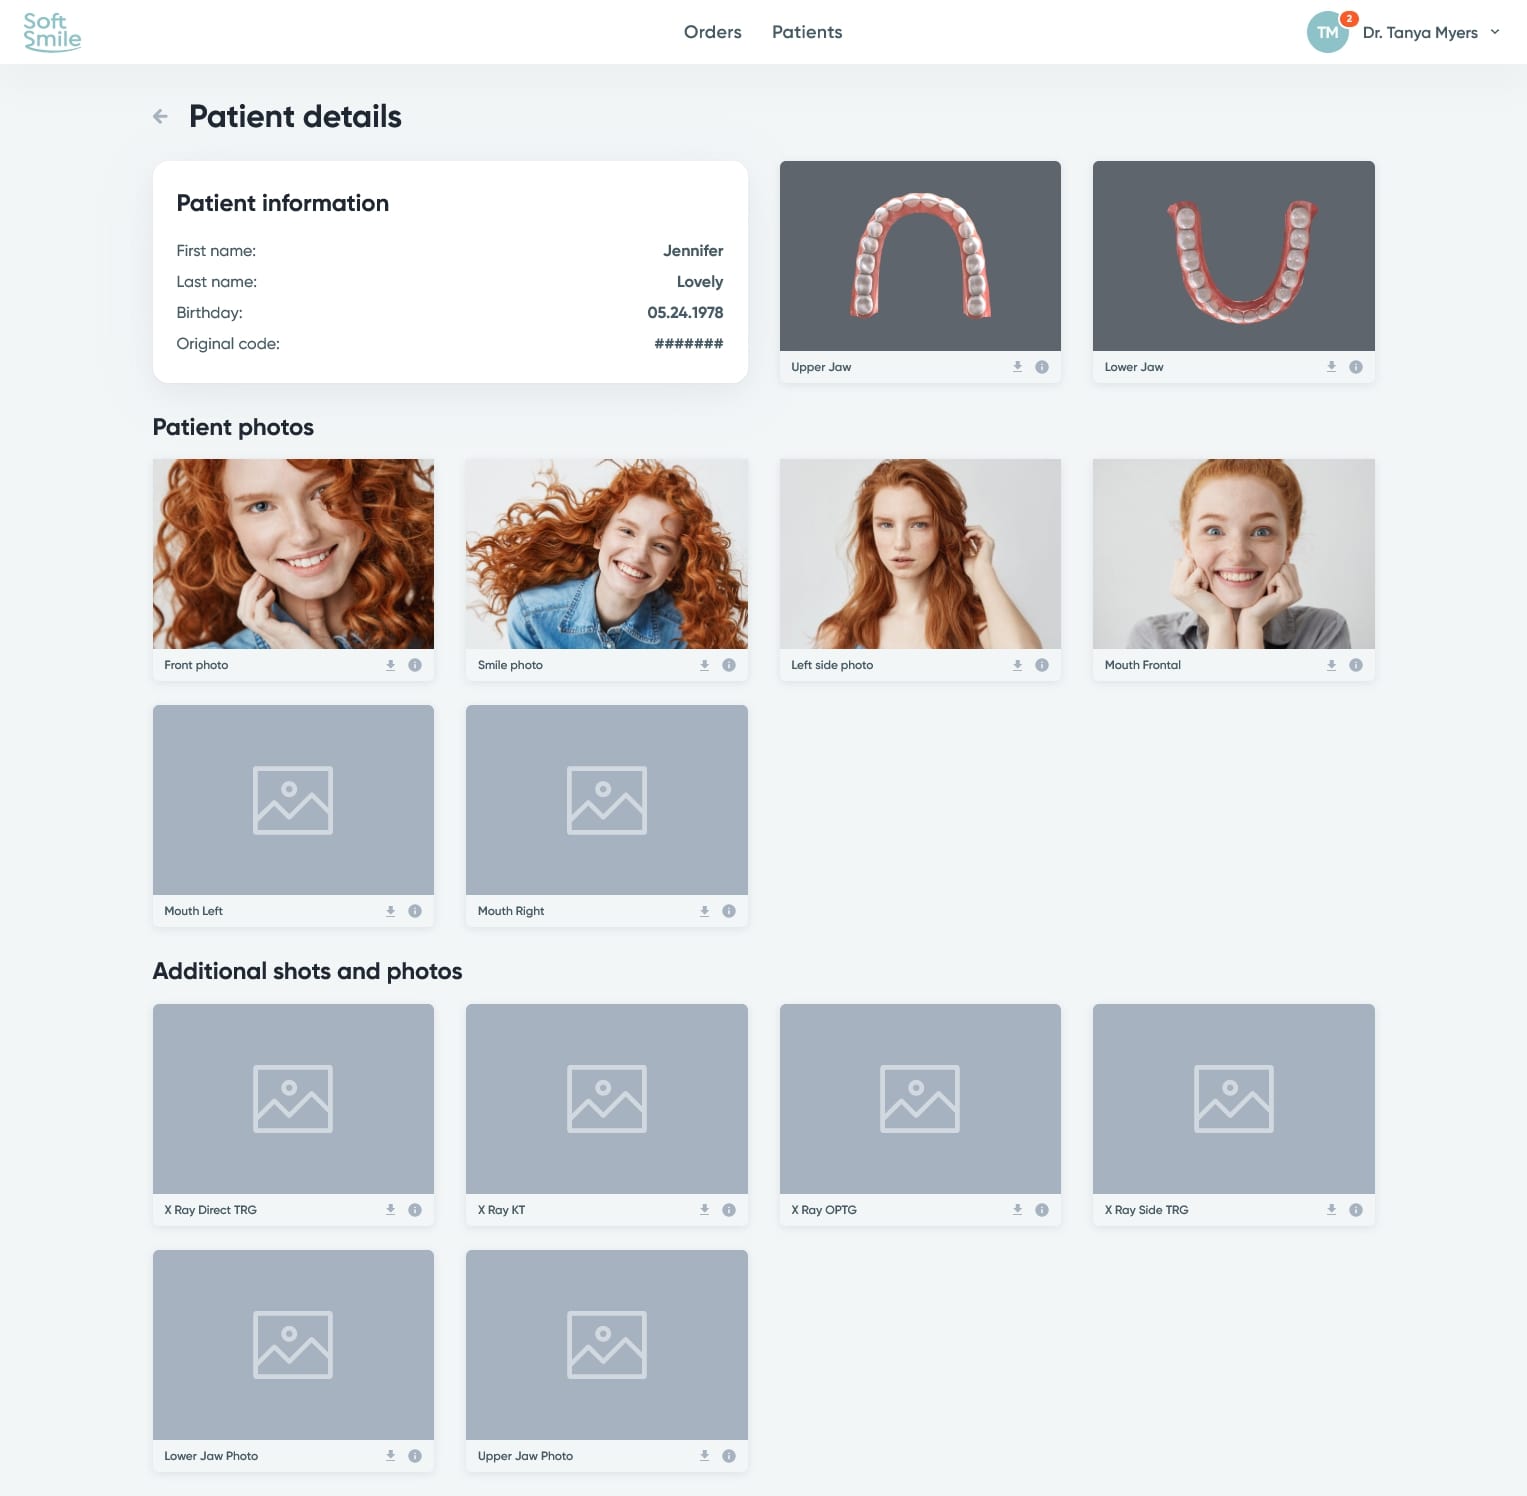 Soft
Smile
Orders
Patients
TM
2
Dr. Tanya Myers
Patient details
Patient information
First name: Jennifer
Last name: Lovely
Birthday: 05.24.1978
Original code: #######
Upper Jaw
Lower Jaw
Patient photos
Front photo
Smile photo
Left side photo
Mouth Frontal
Mouth Left
Mouth Right
Additional shots and photos
X Ray Direct TRG
X Ray KT
X Ray OPTG
X Ray Side TRG
Lower Jaw Photo
Upper Jaw Photo